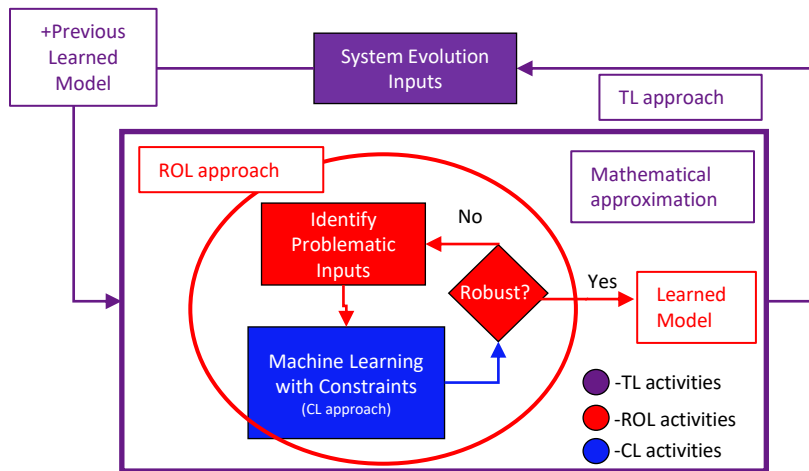 +Previous
Learned
Model
System Evolution
Inputs
TL approach
ROL approach
Mathematical
approximation
Identify
Problematic
Inputs
No
Robust?
Yes
Learned
Model
Machine Learning
with Constraints
(CL approach)
-TL activities
-ROL activities
-CL activities